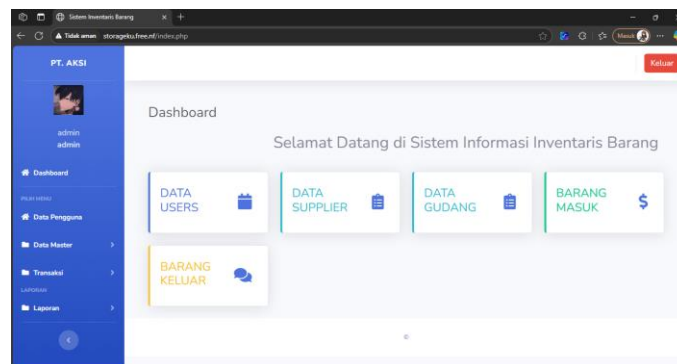 Sistem Inventaris Barang
Tidak aman storageku.free.nf/index.php
Masuk
PT. AKSI
Keluar
admin
admin
Dashboard
Selamat Datang di Sistem Informasi Inventaris Barang
Dashboard
PILIH MENU
Data Pengguna
Data Master
Transaksi
LAPORAN
Laporan
DATA
USERS
DATA
SUPPLIER
DATA
GUDANG
BARANG
MASUK
BARANG
KELUAR
©